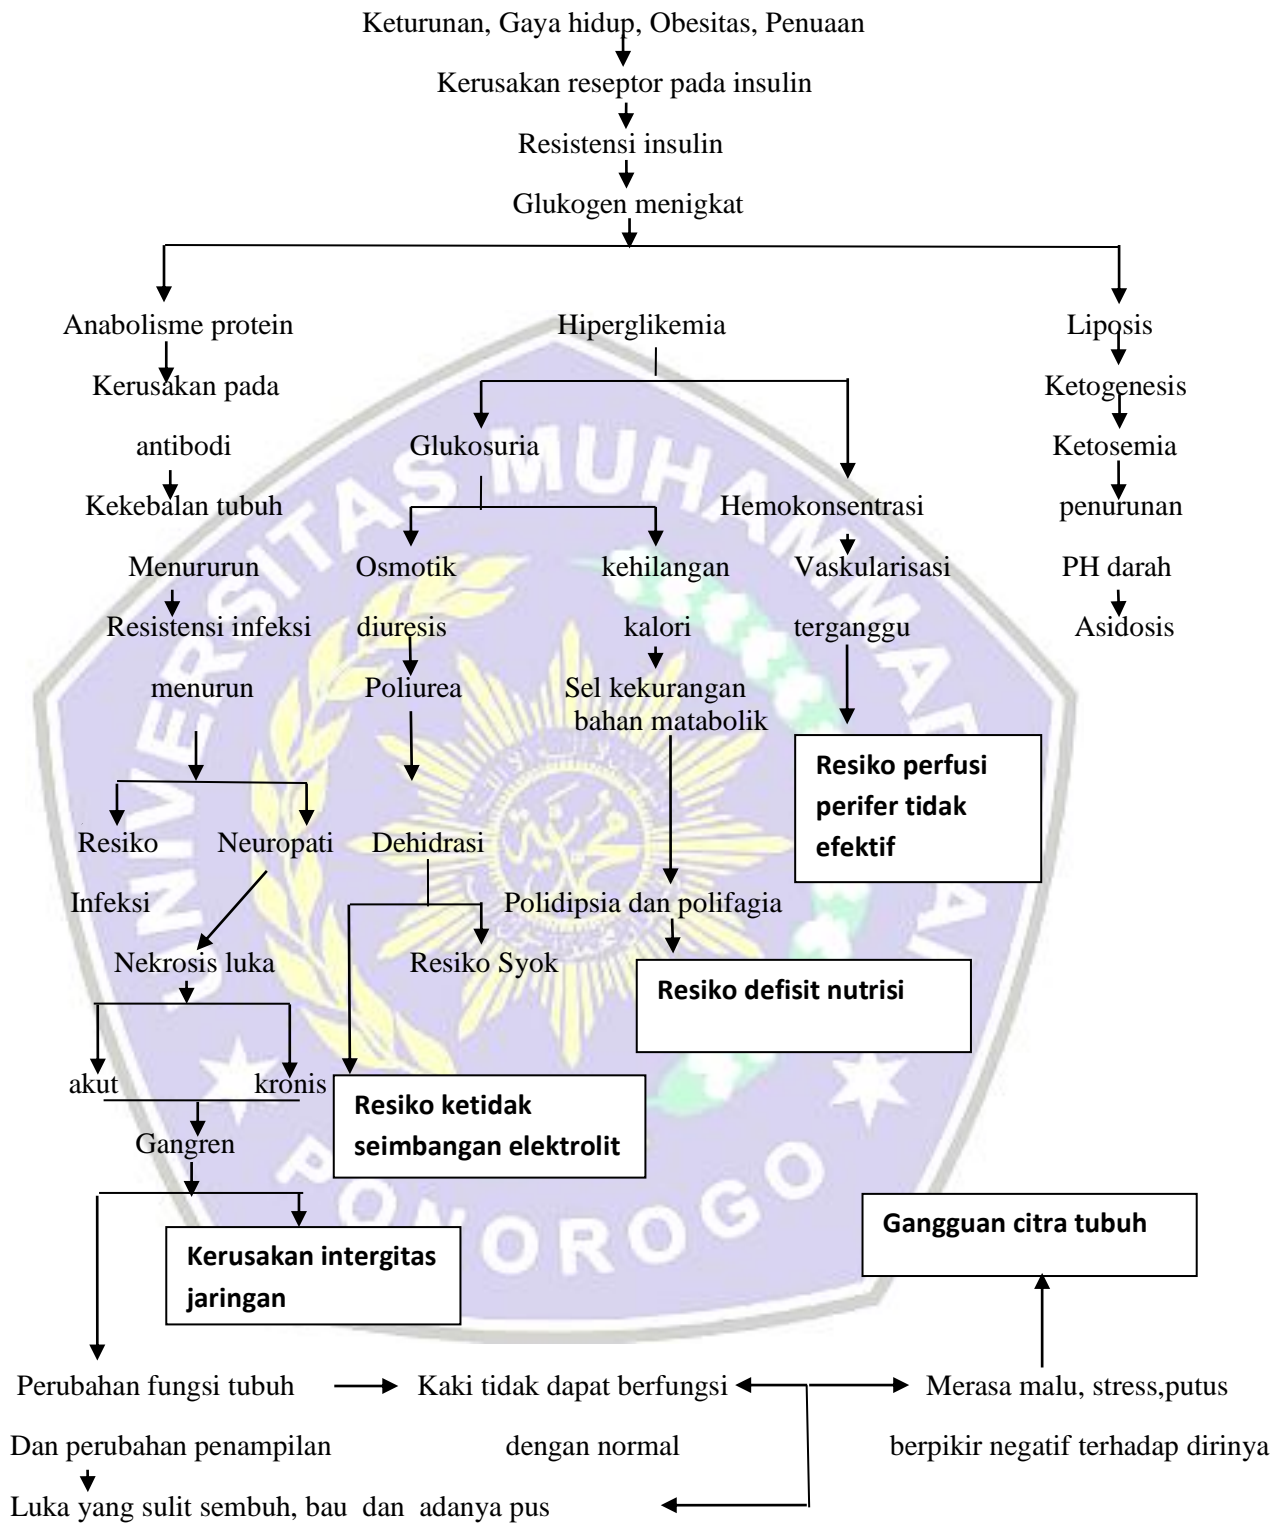 Keturunan, Gaya hidup, Obesitas, Penuaan
Kerusakan reseptor pada insulin
Resistensi insulin
Glukogen menigkat
Anabolisme protein
Hiperglikemia
Liposis
Kerusakan pada
Ketogenesis
antibodi
Glukosuria
Ketosemia
Kekebalan tubuh
Hemokonsentrasi
penurunan
Menururun
Osmotik
kehilangan
Vaskularisasi
PH darah
Resistensi infeksi
diuresis
kalori
terganggu
Asidosis
menurun
Poliurea
Sel kekurangan
bahan matabolik
Resiko perfusi
perifer tidak
efektif
Resiko
Neuropati
Dehidrasi
Infeksi
Polidipsia dan polifagia
Nekrosis luka
Resiko Syok
Resiko defisit nutrisi
akut
kronis
Resiko ketidak
seimbangan elektrolit
Gangren
Gangguan citra tubuh
Kerusakan intergitas
jaringan
Perubahan fungsi tubuh
Kaki tidak dapat berfungsi
Merasa malu, stress,putus
Dan perubahan penampilan
dengan normal
berpikir negatif terhadap dirinya
Luka yang sulit sembuh, bau dan adanya pus
UNIVERSITAS MUHAMMADIYAH
PONOROGO